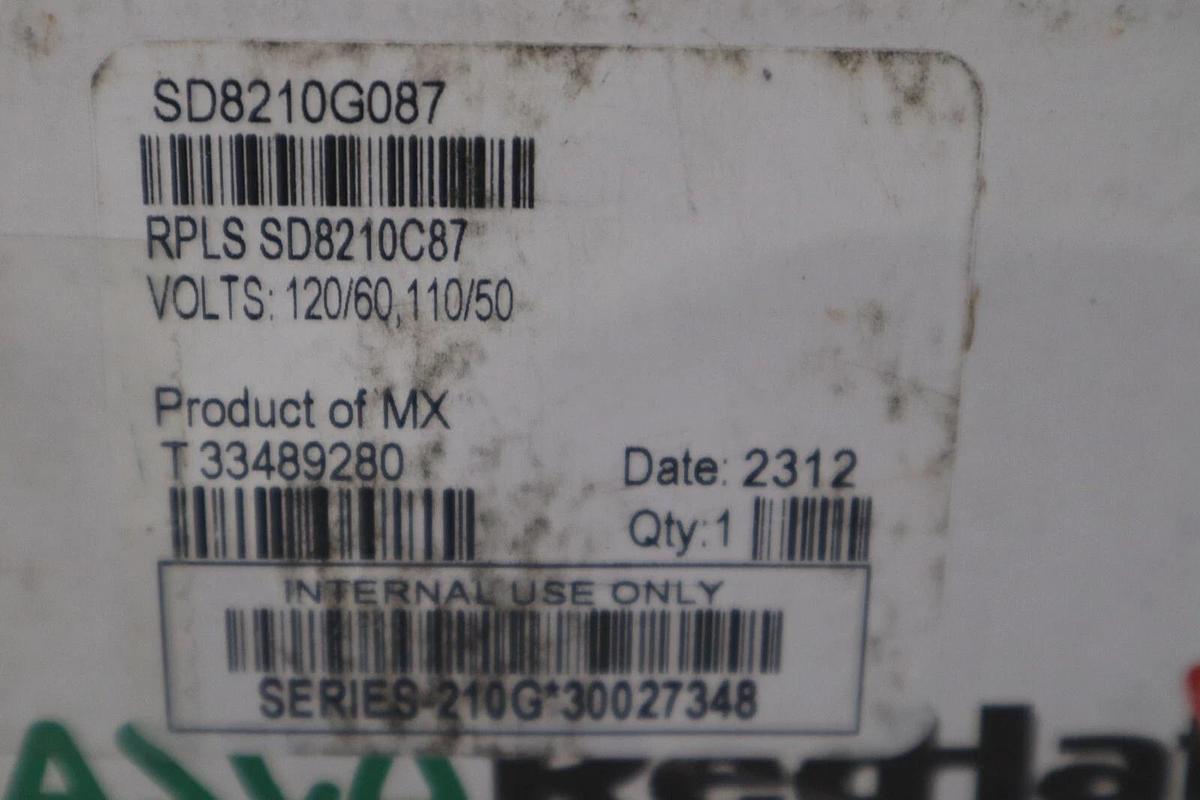 SD8210G087
RPLS SD8210C87
VOLTS: 120/60,110/50
Product of MX
T 33489280
Date: 2312
Qty:1
INTERNAL USE ONLY
SERIES-210G*30027348